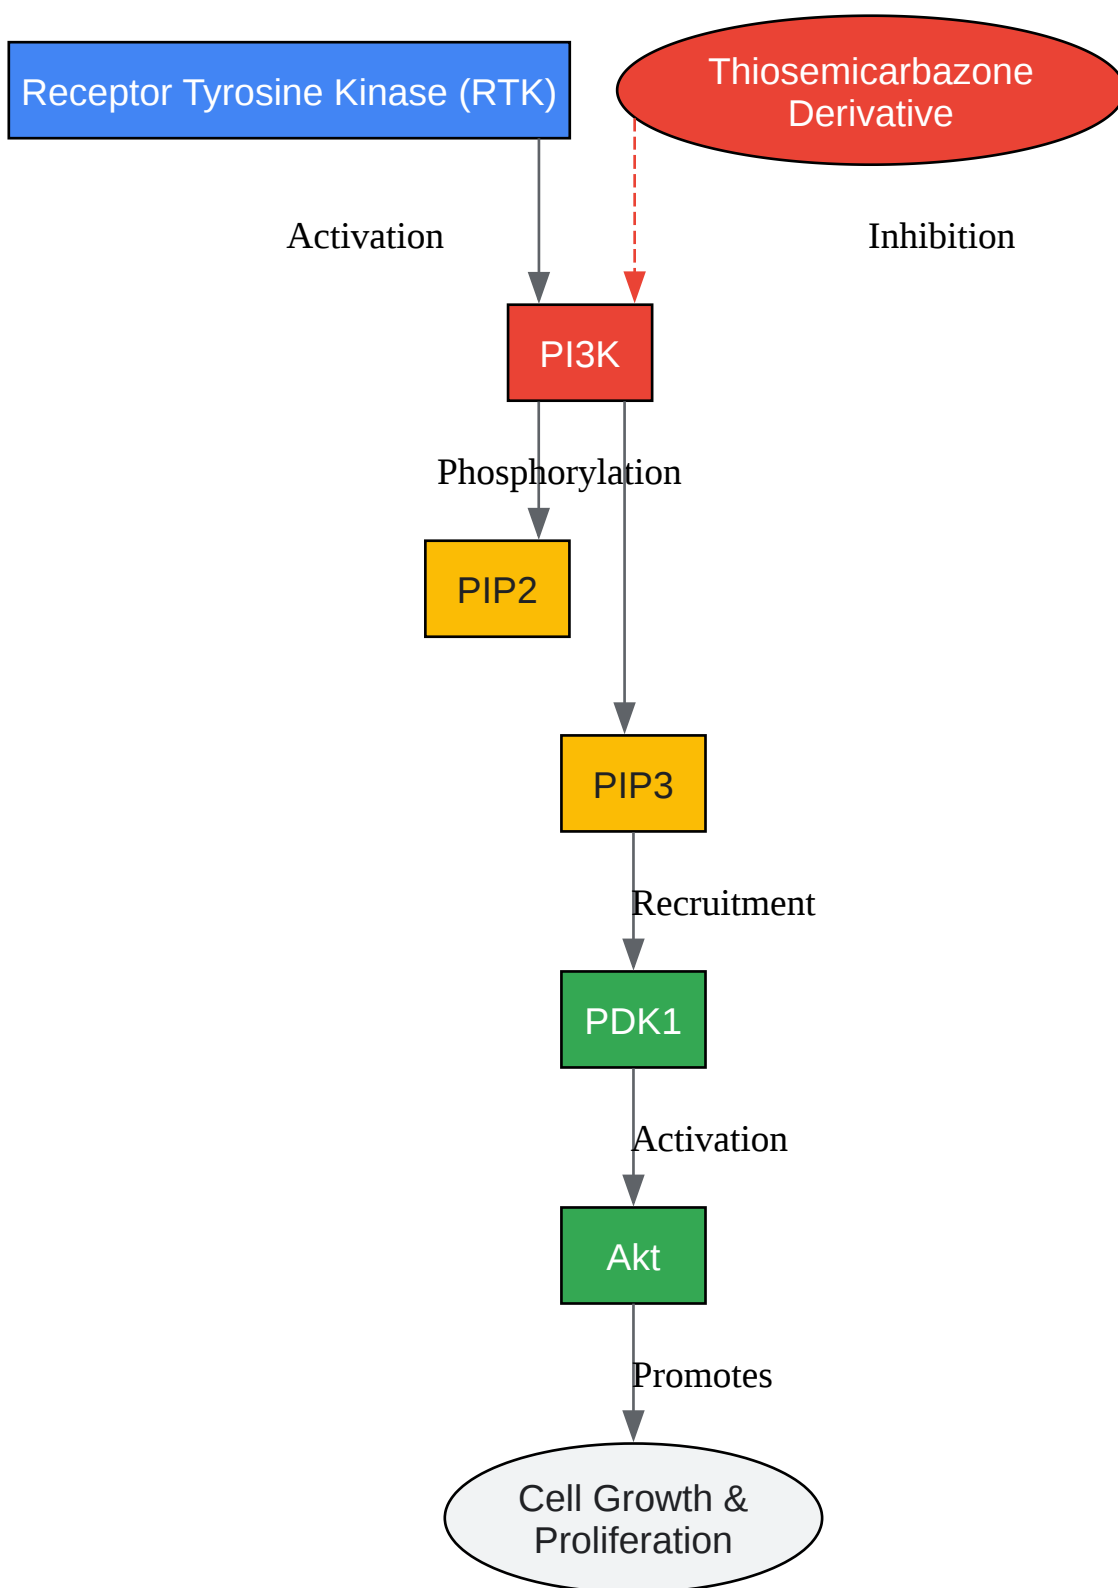 Receptor Tyrosine Kinase (RTK)
Thiosemicarbazone
Derivative
Activation
Inhibition
PI3K
Phosphorylation
PIP2
PIP3
Recruitment
PDK1
Activation
Akt
Promotes
Cell Growth &
Proliferation